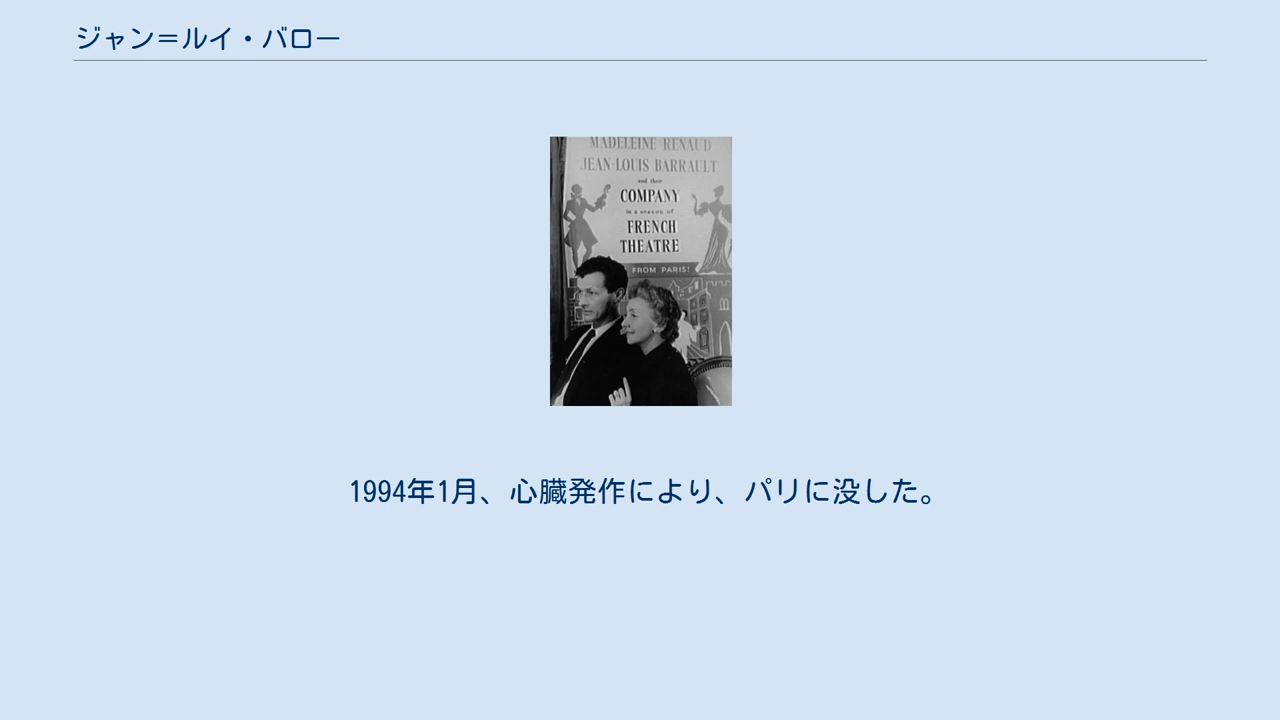 ジャン＝ルイ・バロー
MADELEINE RENAUD
JEAN-LOUIS BARRAULT
and their
COMPANY
in a season of
FRENCH
THEATRE
FROM PARIS!
1994年1月、心臓発作により、パリに没した。